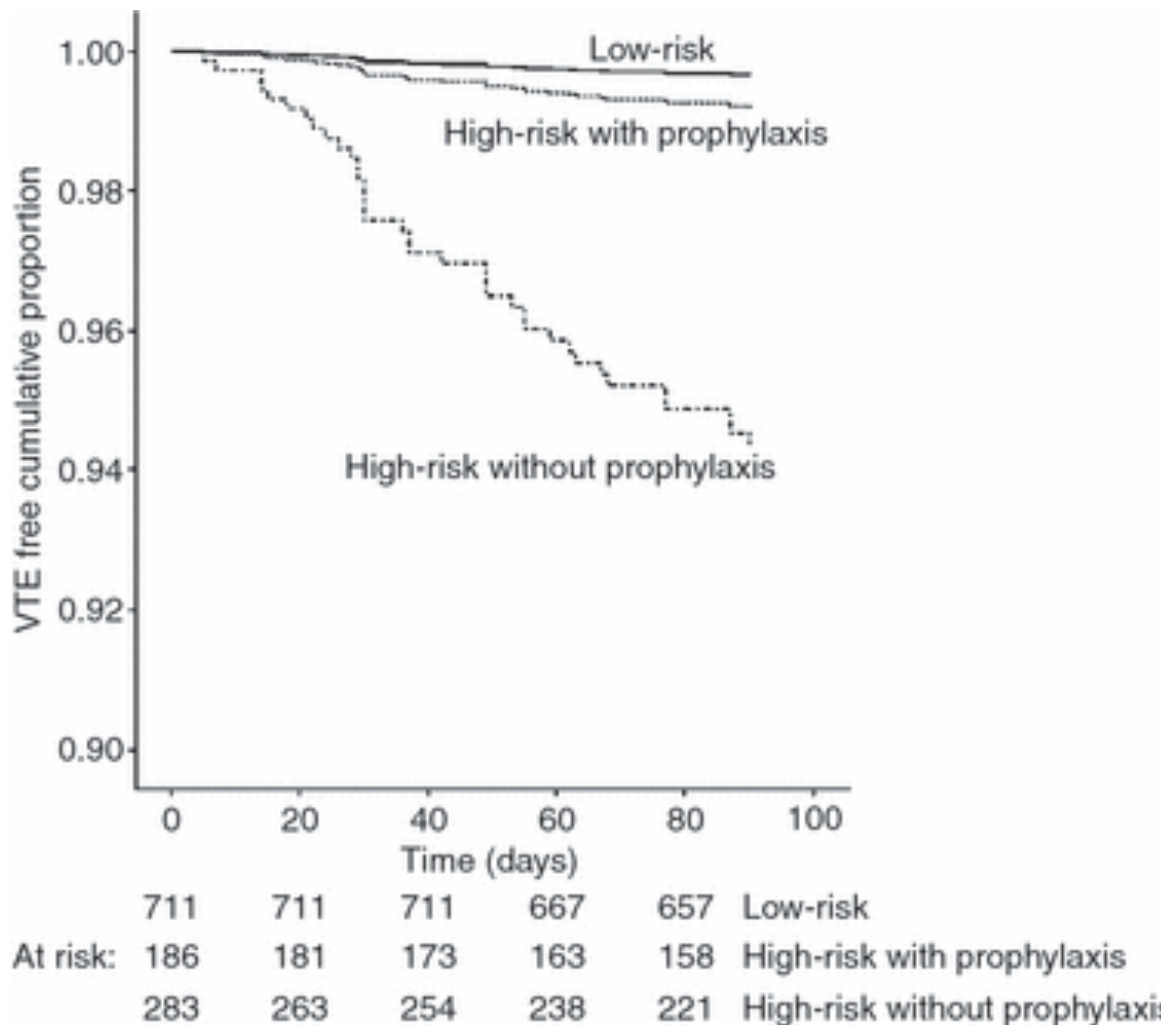 1.00
0.98
0.96
0.94
0.92
0.90
VTE free cumulative proportion
Low-risk
High-risk with prophylaxis
High-risk without prophylaxis
0 20 40 60 80 100
Time (days)
711 711 711 667 657 Low-risk
At risk: 186 181 173 163 158 High-risk with prophylaxis
283 263 254 238 221 High-risk without prophylaxis